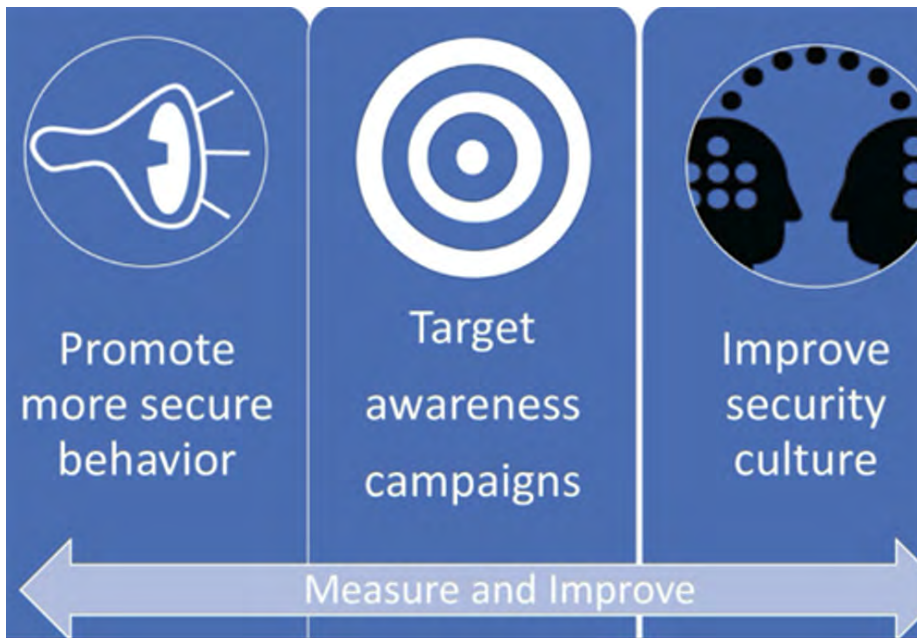 Promote
more secure
behavior
Target
awareness
campaigns
Improve
security
culture
Measure and Improve